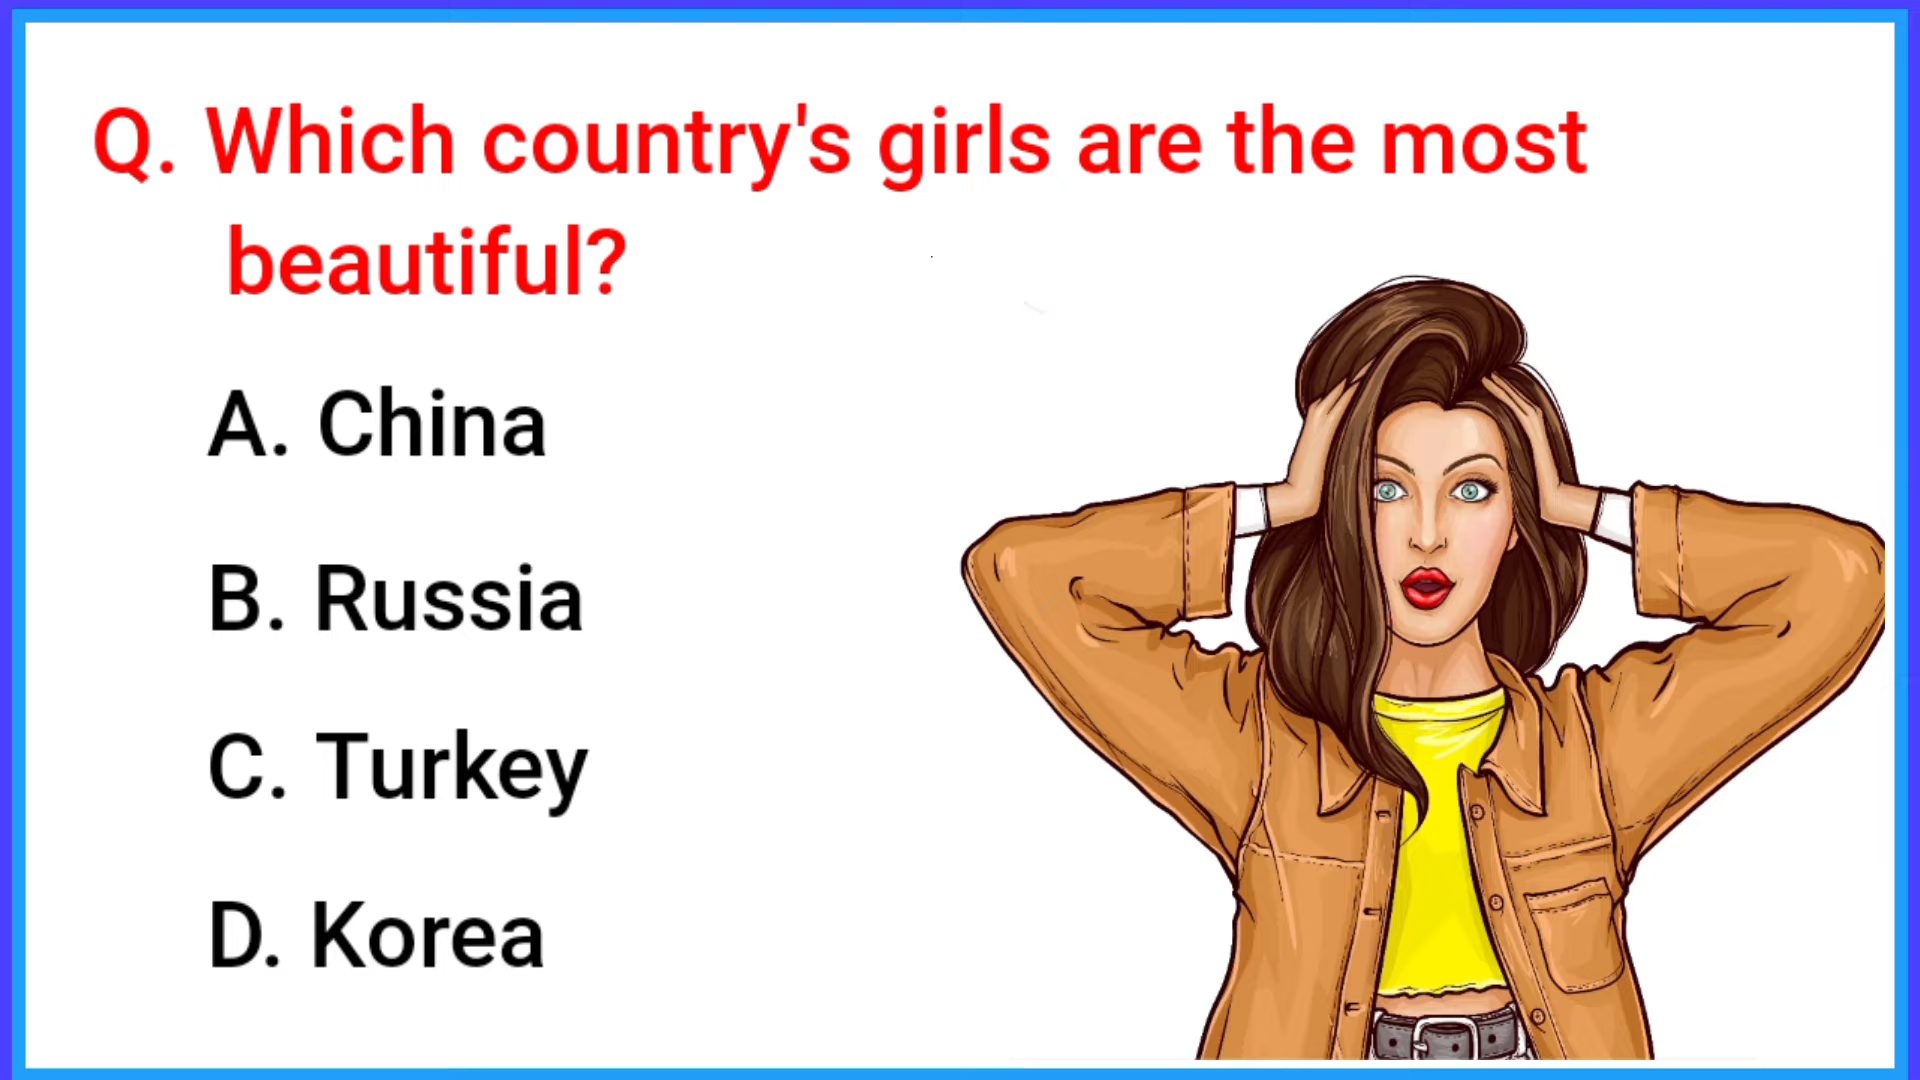 Q. Which country's girls are the most
beautiful?
A. China
B. Russia
C. Turkey
D. Korea